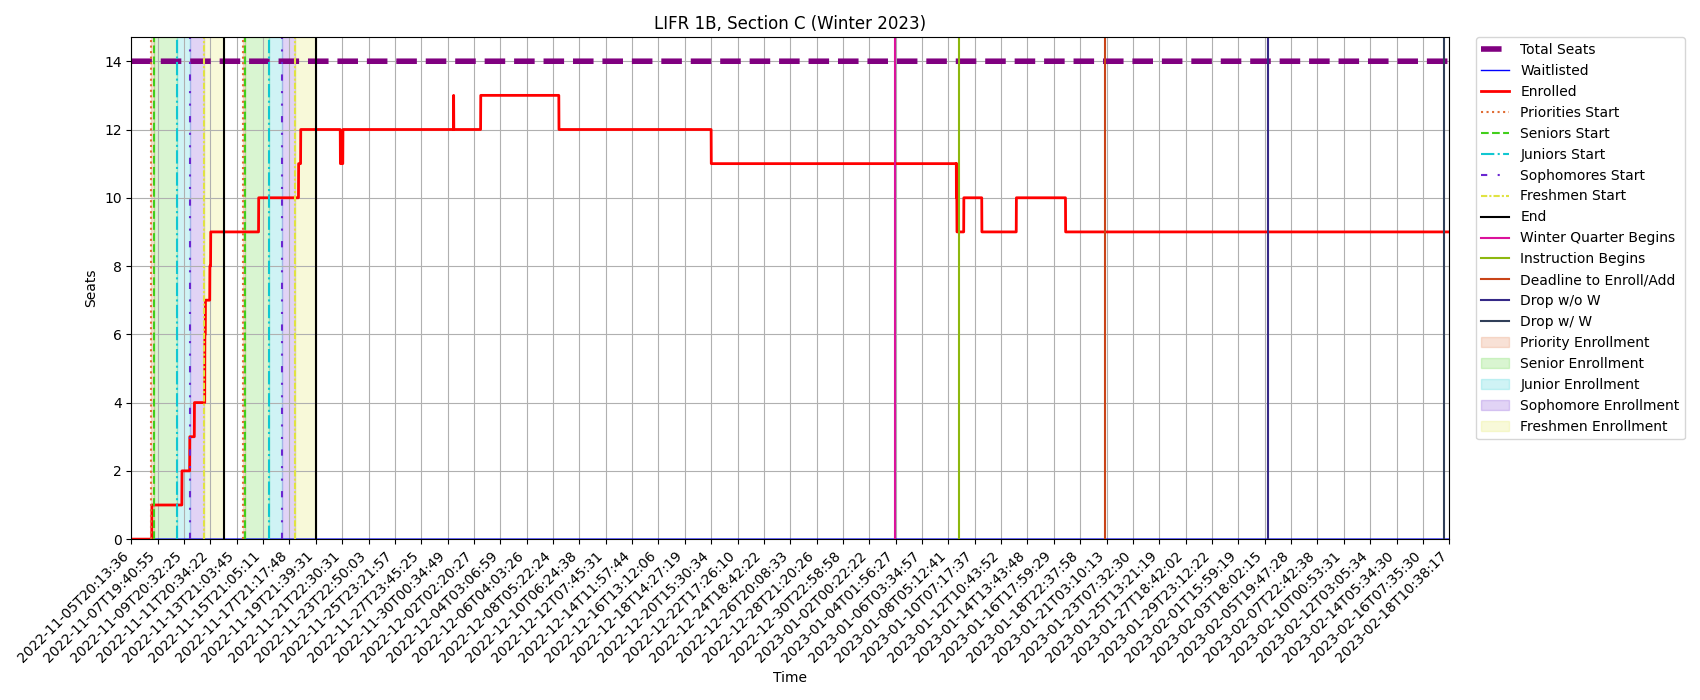 LIFR 1B, Section C (Winter 2023)
Seats
14
12
10
8
6
4
2
0
2022-11-05T20:13:36
2022-11-07T19:40:55
2022-11-09T20:32:25
2022-11-11T20:34:22
2022-11-13T21:03:45
2022-11-15T21:05:11
2022-11-17T21:17:48
2022-11-19T21:39:31
2022-11-21T22:30:31
2022-11-23T22:50:03
2022-11-25T23:21:57
2022-11-27T23:45:25
2022-11-30T00:34:49
2022-12-02T02:20:27
2022-12-04T03:06:59
2022-12-06T04:03:26
2022-12-08T05:22:24
2022-12-10T06:24:38
2022-12-12T07:45:31
2022-12-14T11:57:44
2022-12-16T13:12:06
2022-12-18T14:27:19
2022-12-20T15:30:34
2022-12-22T17:26:10
2022-12-24T18:42:22
2022-12-26T20:08:33
2022-12-28T21:20:26
2022-12-30T22:58:58
2023-01-02T00:22:22
2023-01-04T01:56:27
2023-01-06T03:34:57
2023-01-08T05:12:41
2023-01-10T07:17:37
2023-01-12T10:43:52
2023-01-14T13:43:48
2023-01-16T17:59:29
2023-01-18T22:37:58
2023-01-21T03:10:13
2023-01-23T07:32:30
2023-01-25T13:21:19
2023-01-27T18:42:02
2023-01-29T23:12:22
2023-02-01T15:59:19
2023-02-03T18:02:15
2023-02-05T19:47:28
2023-02-07T22:42:38
2023-02-10T00:53:31
2023-02-12T03:05:34
2023-02-14T05:34:30
2023-02-16T07:35:30
2023-02-18T10:38:17
Time
Total Seats
Waitlisted
Enrolled
Priorities Start
Seniors Start
Juniors Start
Sophomores Start
Freshmen Start
End
Winter Quarter Begins
Instruction Begins
Deadline to Enroll/Add
Drop w/o W
Drop w/ W
Priority Enrollment
Senior Enrollment
Junior Enrollment
Sophomore Enrollment
Freshmen Enrollment